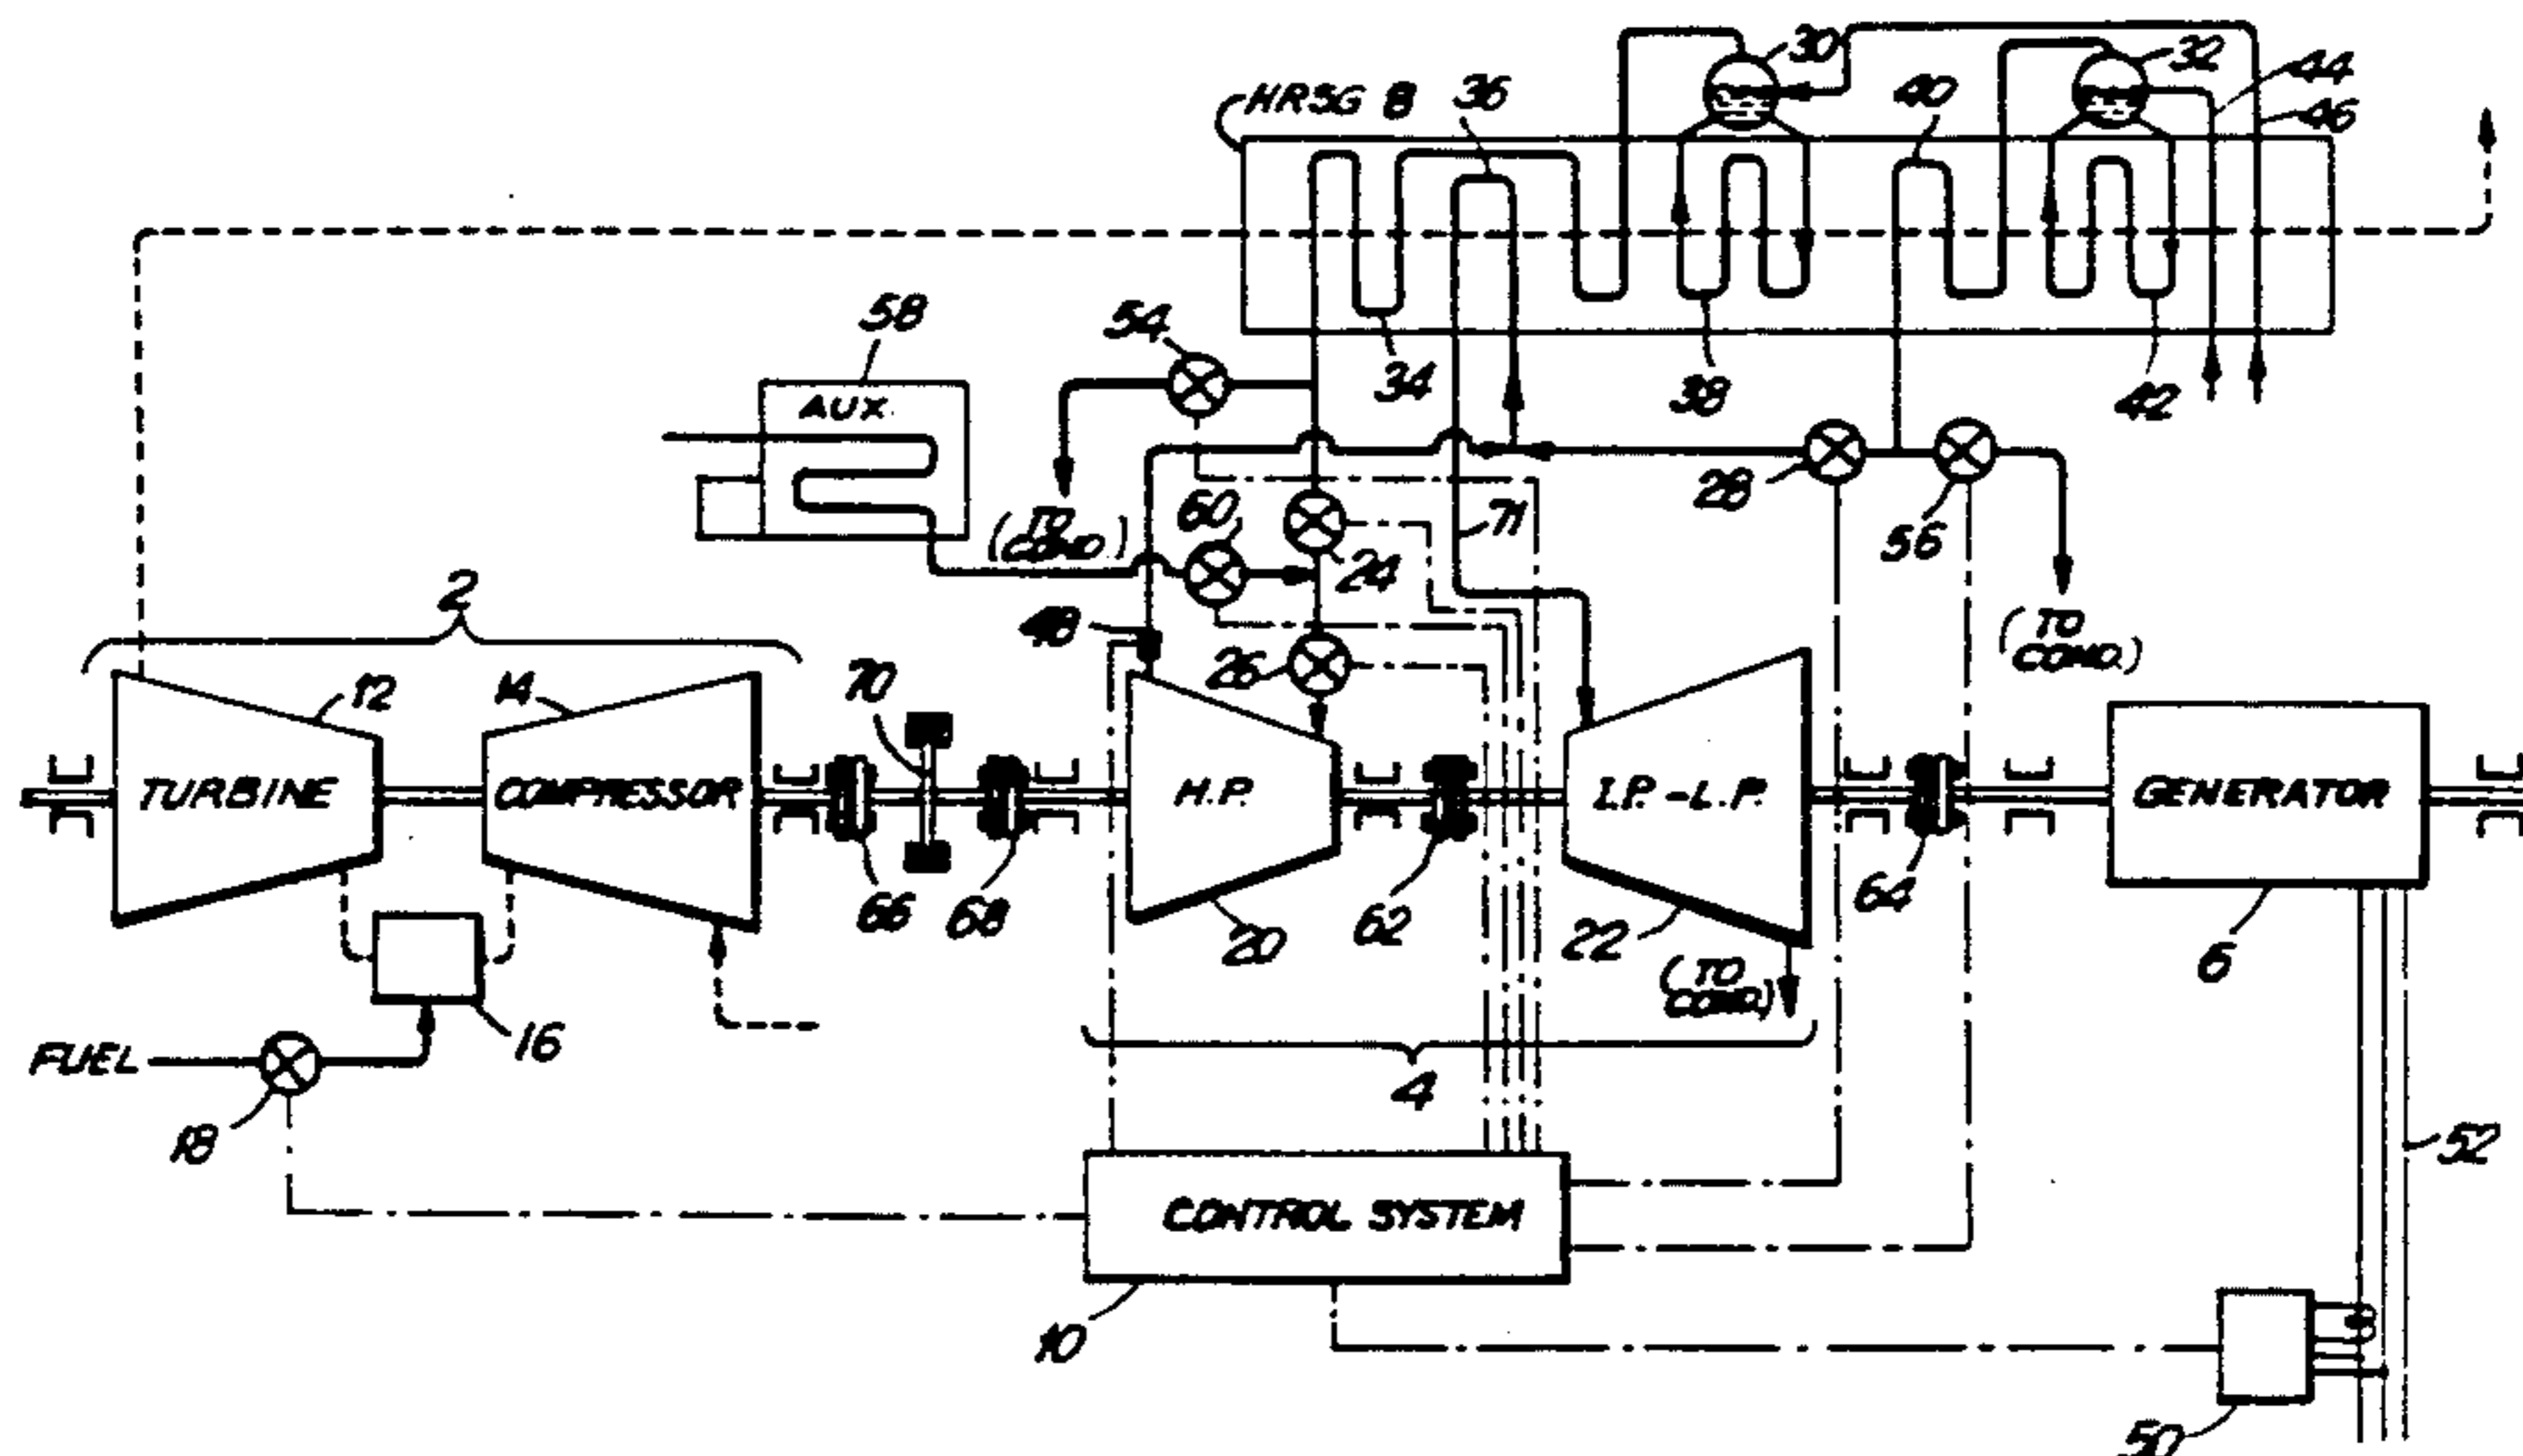 30
32
44
HRSG 8
36
40
46
58
54
AUX.
34
38
42
60
(TO COND.)
24
71
28
56
2
48
26
(TO COND.)
12
14
70
TURBINE
COMPRESSOR
H.P.
I.P. - L.P.
GENERATOR
66
68
20
62
22
64
6
(TO COND.)
16
FUEL
4
18
52
CONTROL SYSTEM
10
50